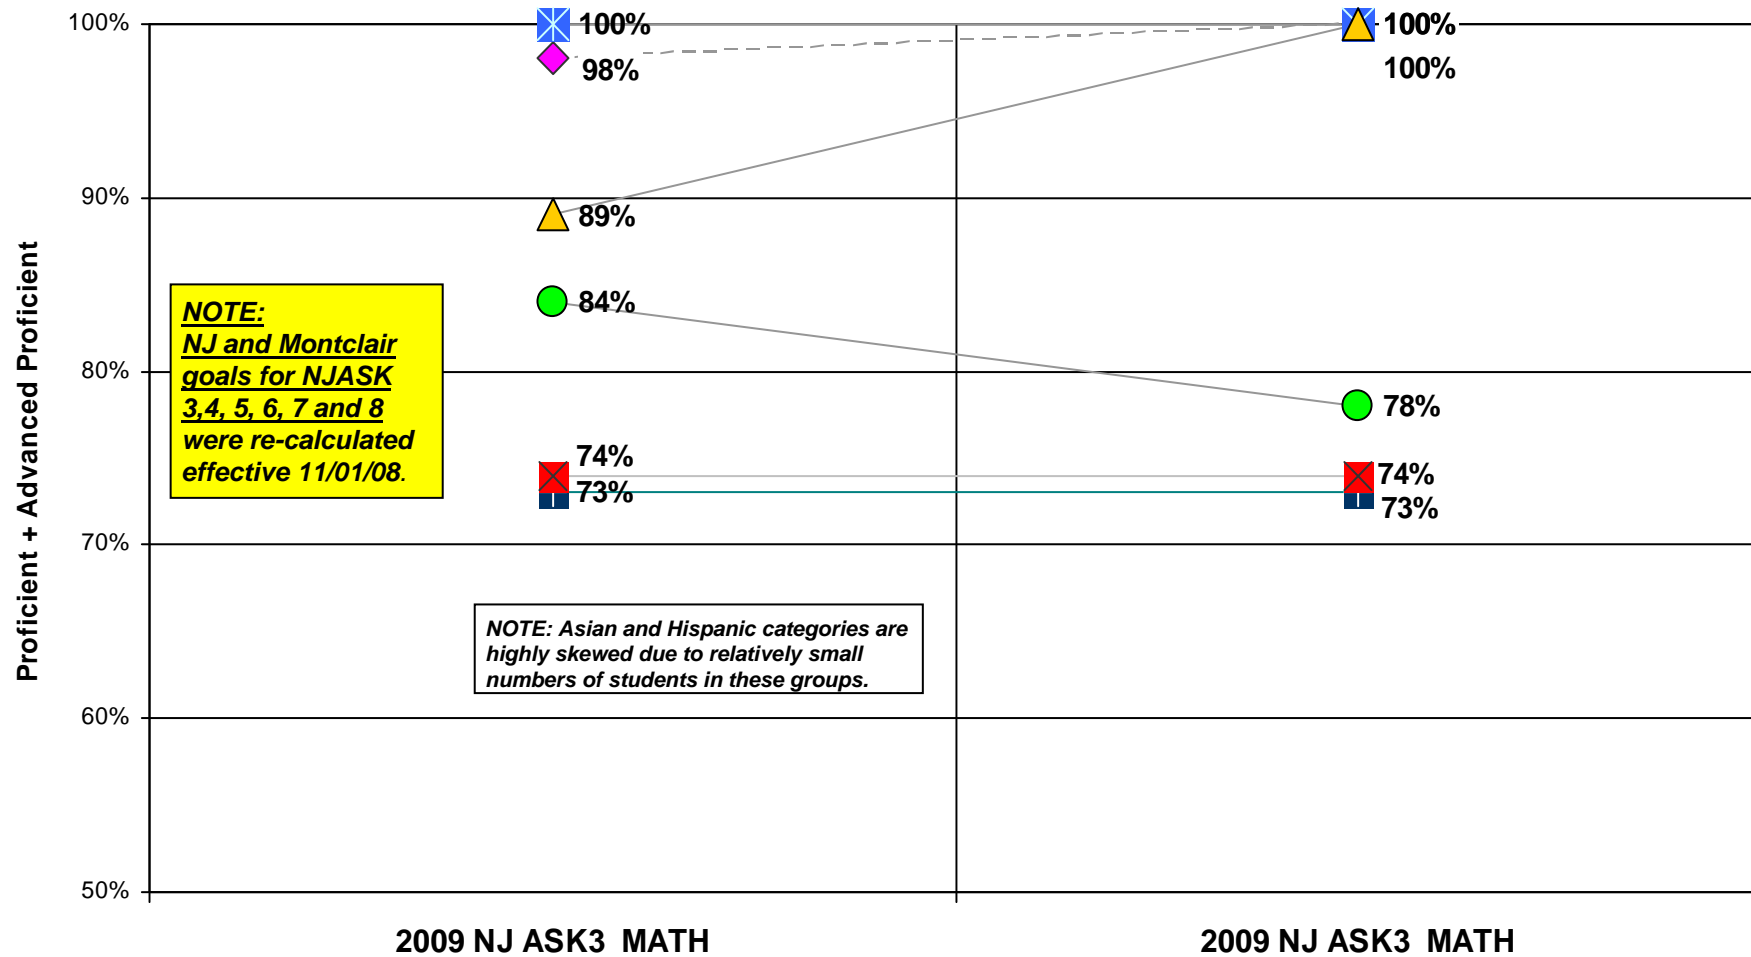 100%
100%
100%
98%
100%
90%
89%
84%
NOTE:
NJ and Montclair
goals for NJASK
3,4, 5, 6, 7 and 8
were re-calculated
effective 11/01/08.
80%
78%
74%
73%
74%
73%
70%
NOTE: Asian and Hispanic categories are
highly skewed due to relatively small
numbers of students in these groups.
60%
50%
Proficient + Advanced Proficient
2009 NJ ASK3 MATH
2009 NJ ASK3 MATH